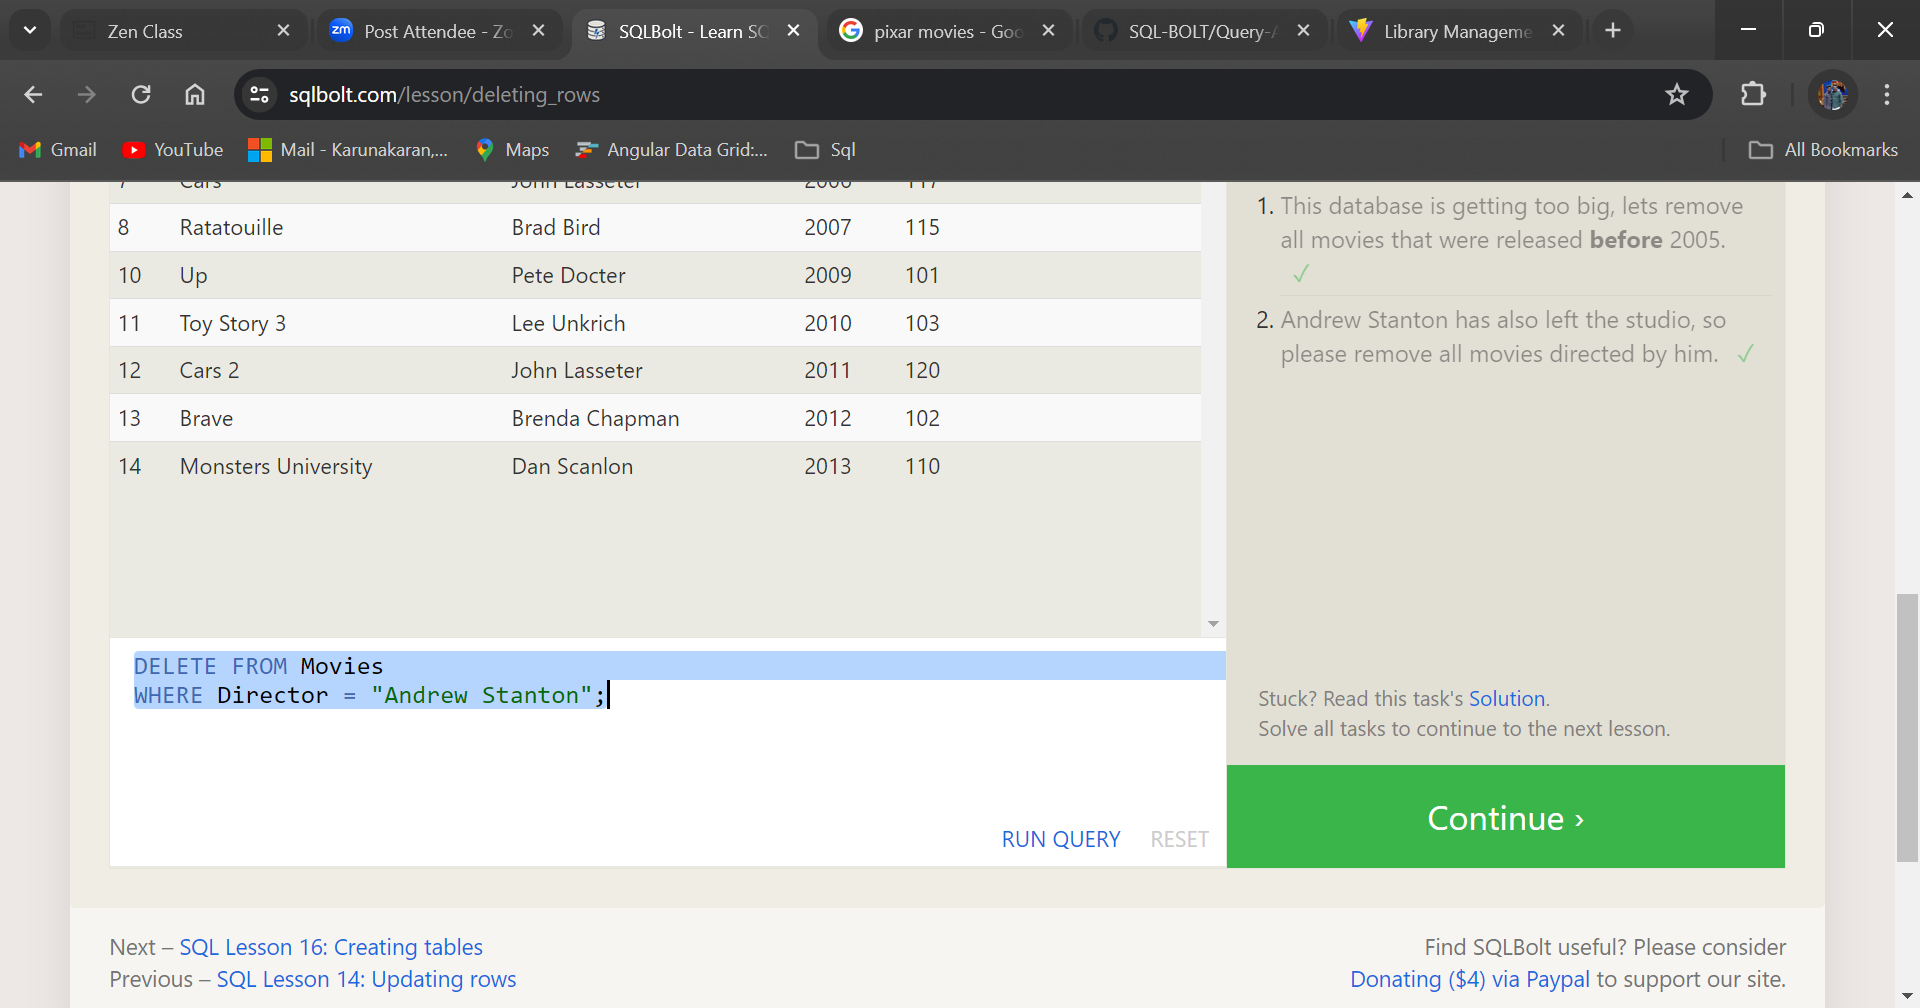 Zen Class
Post Attendee - Zo
SQLBolt - Learn SC
pixar movies - Goo
SQL-BOLT/Query-
Library Manageme
sqlbolt.com/lesson/deleting_rows
Gmail
YouTube
Mail - Karunakaran,...
Maps
Angular Data Grid:...
Sql
All Bookmarks
7 Cars John Lasseter 2006 117
8 Ratatouille Brad Bird 2007 115
10 Up Pete Docter 2009 101
11 Toy Story 3 Lee Unkrich 2010 103
12 Cars 2 John Lasseter 2011 120
13 Brave Brenda Chapman 2012 102
14 Monsters University Dan Scanlon 2013 110
1. This database is getting too big, lets remove
all movies that were released before 2005.
✓
2. Andrew Stanton has also left the studio, so
please remove all movies directed by him. ✓
DELETE FROM Movies
WHERE Director = "Andrew Stanton";
RUN QUERY RESET
Stuck? Read this task's Solution.
Solve all tasks to continue to the next lesson.
Continue ›
Next – SQL Lesson 16: Creating tables
Previous – SQL Lesson 14: Updating rows
Find SQLBolt useful? Please consider
Donating ($4) via Paypal to support our site.